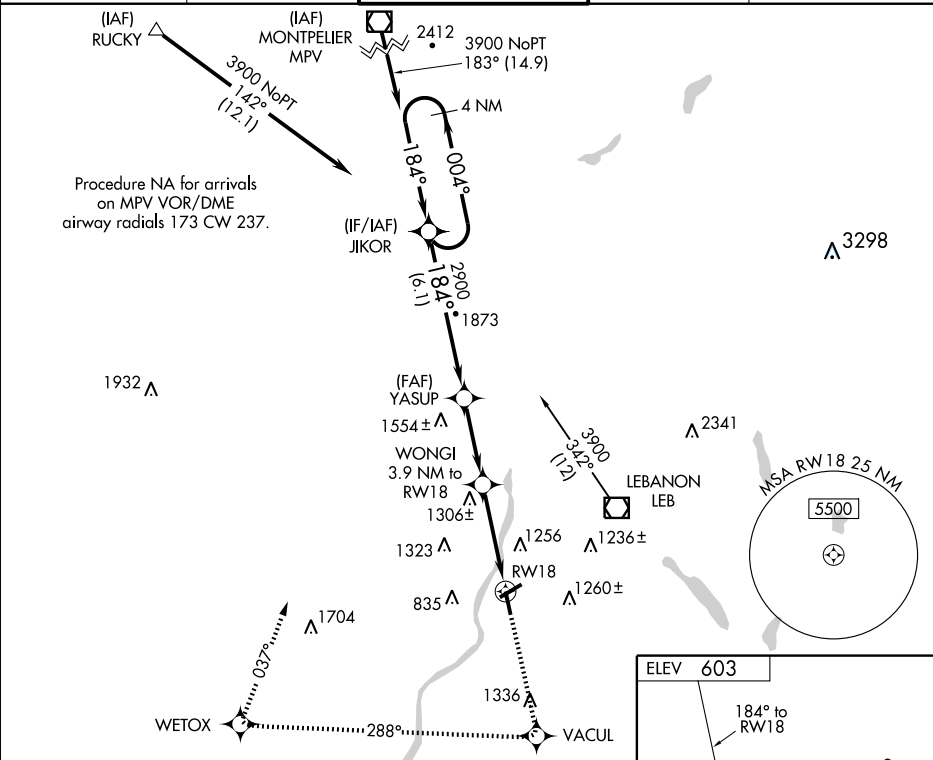 (IAF)
RUCKY
(IAF)
MONTPELIER
MPV
2412
3900 NoPT
183° (14.9)
3900 NoPT
142°
(12.1)
4 NM
184°
004°
Procedure NA for arrivals
on MPV VOR/DME
airway radials 173 CW 237.
(IF/IAF)
JIKOR
3298
2900
184°
(6.1)
1873
1932
(FAF)
YASUP
1554±
3900
342°
(12)
2341
WONGI
3.9 NM to
RW18
LEBANON
LEB
MSA RW18 25 NM
5500
1306±
1323
1256
1236±
RW18
835
1260±
1704
037°
ELEV 603
184° to
RW18
1336
WETOX
288°
VACUL